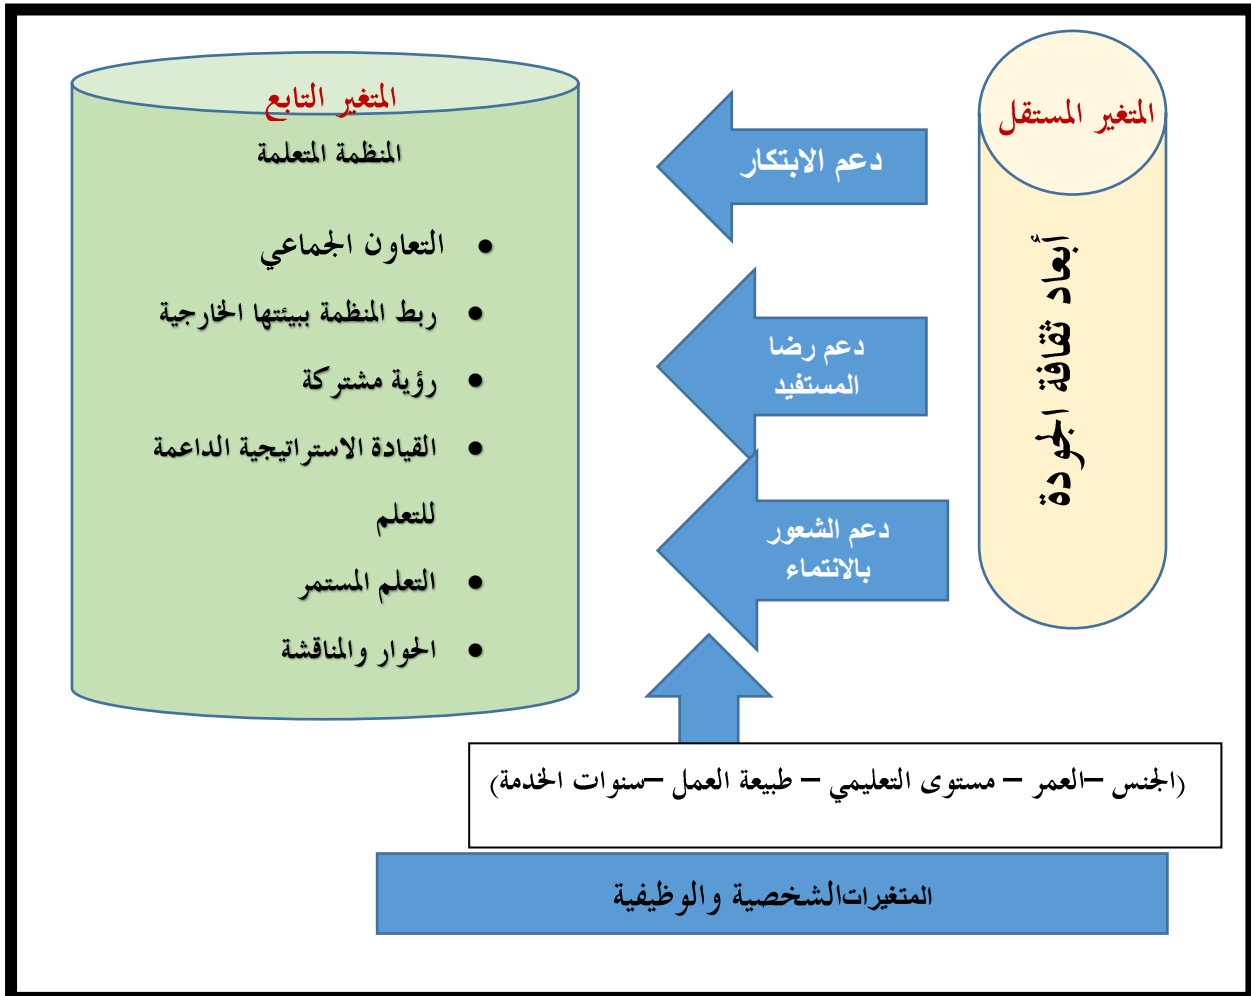 المتغير المستقل
أبعاد ثقافة الجودة
دعم الابتكار
دعم رضا
المستفيد
دعم الشعور
بالانتماء
المتغير التابع
المنظمة المتعلمة
• التعاون الجماعي
• ربط المنظمة ببيئتها الخارجية
• رؤية مشتركة
• القيادة الاستراتيجية الداعمة
للتعلم
• التعلم المستمر
• الحوار والمناقشة
(الجنس –العمر – مستوى التعليمي – طبيعة العمل –سنوات الخدمة)
المتغيرات الشخصية والوظيفية